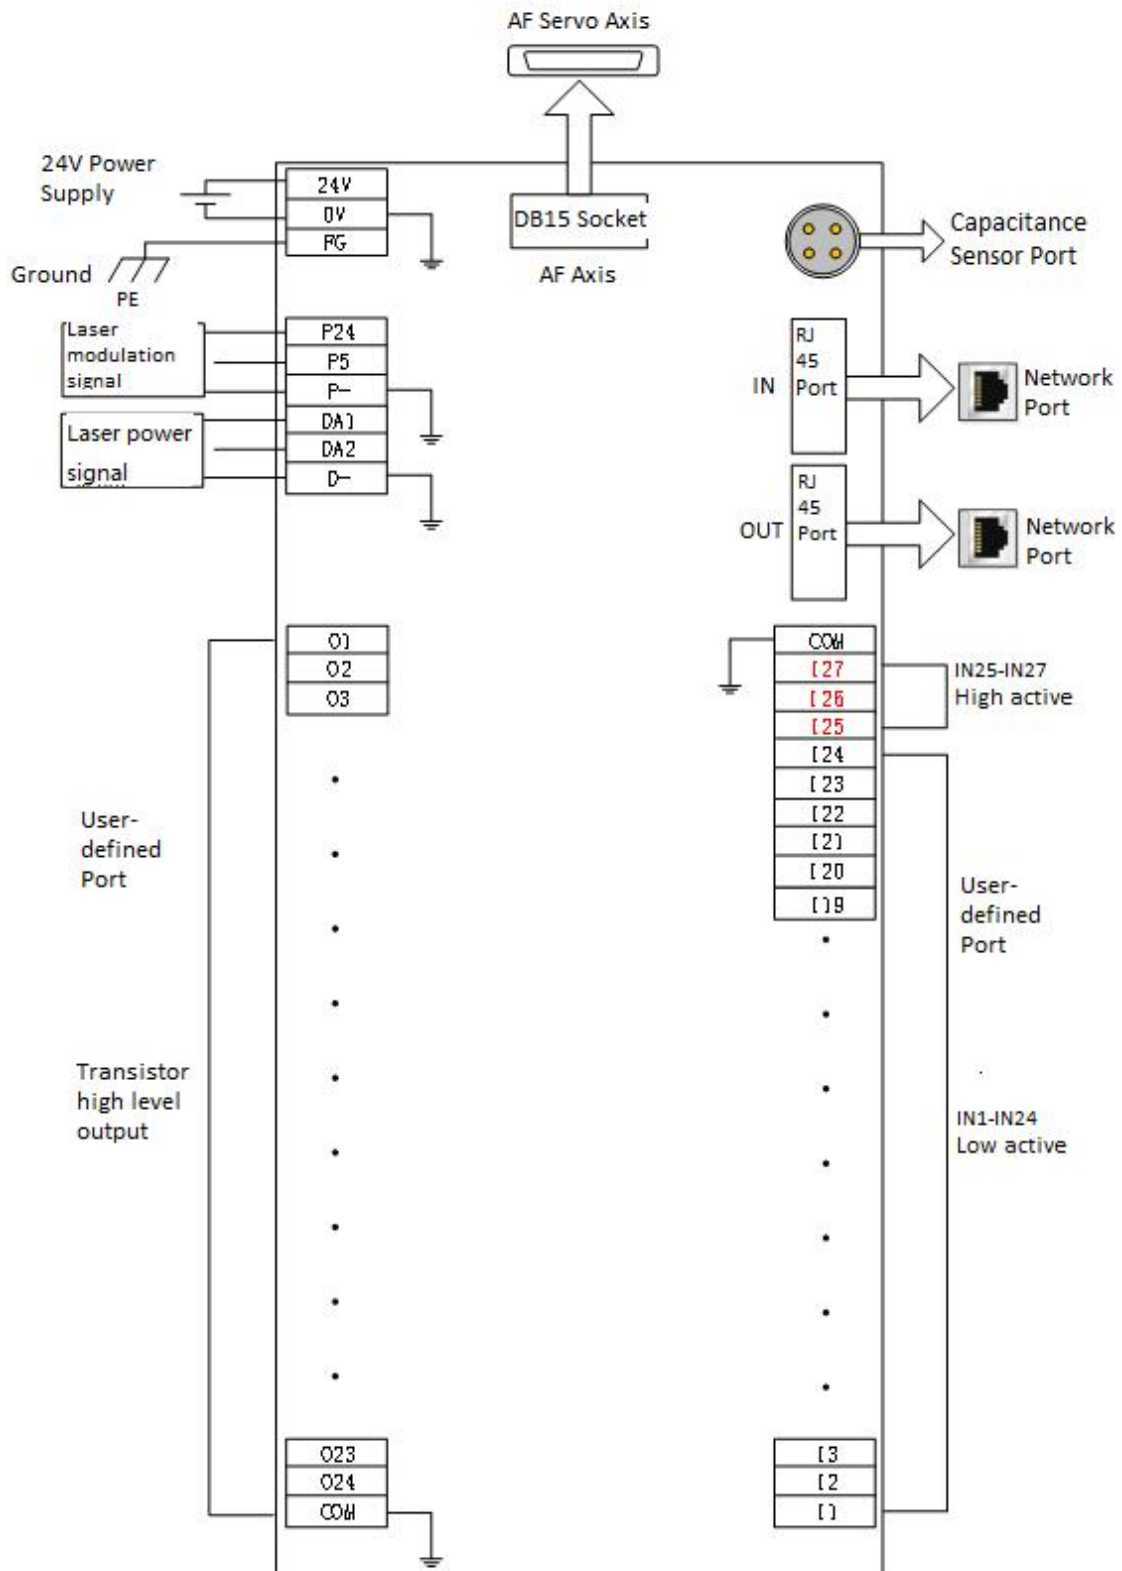 AF Servo Axis
24V Power
Supply
24V
0V
PG
Ground
PE
DB15 Socket
AF Axis
Capacitance
Sensor Port
Laser
modulation
signal
P24
P5
P-
Laser power
signal
DA1
DA2
D-
IN
RJ
45
Port
Network
Port
OUT
RJ
45
Port
Network
Port
O1
O2
O3
User-
defined
Port
Transistor
high level
output
O23
O24
COM
COM
I27
I26
I25
I24
I23
I22
I21
I20
I19
IN25-IN27
High active
User-
defined
Port
IN1-IN24
Low active
I3
I2
I1